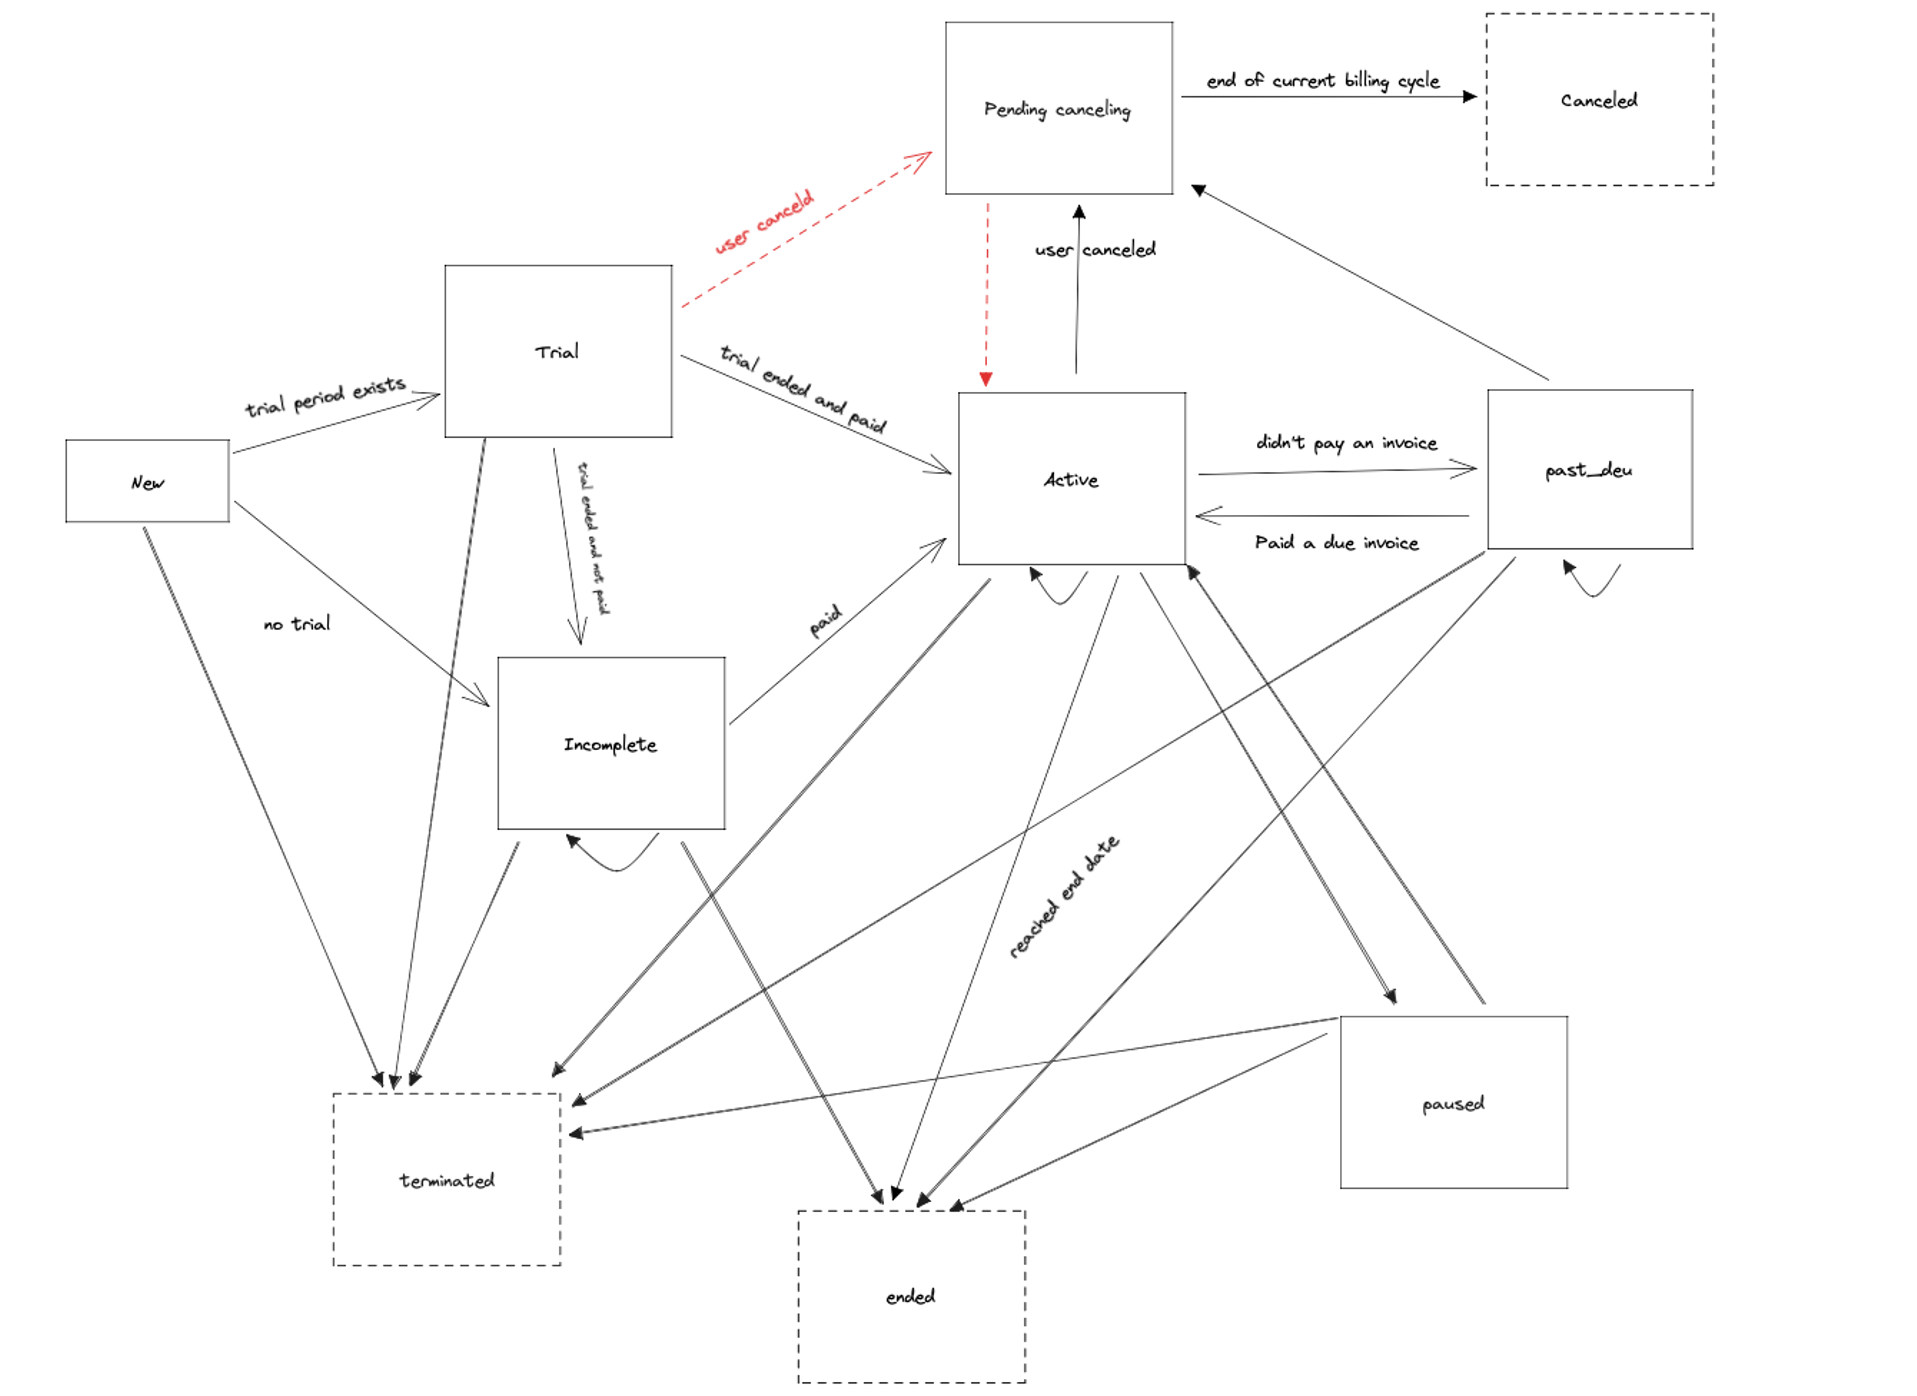 Pending canceling
end of current billing cycle
Canceled
user canceld
user canceled
Trial
trial period exists
trial ended and paid
New
Active
didn't pay an invoice
past_deu
Paid a due invoice
trial ended and not paid
no trial
paid
Incomplete
reached end date
paused
terminated
ended